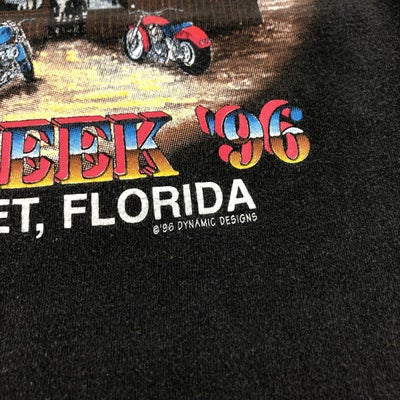 EEK '96
ET, FLORIDA
©'96 DYNAMIC DESIGNS